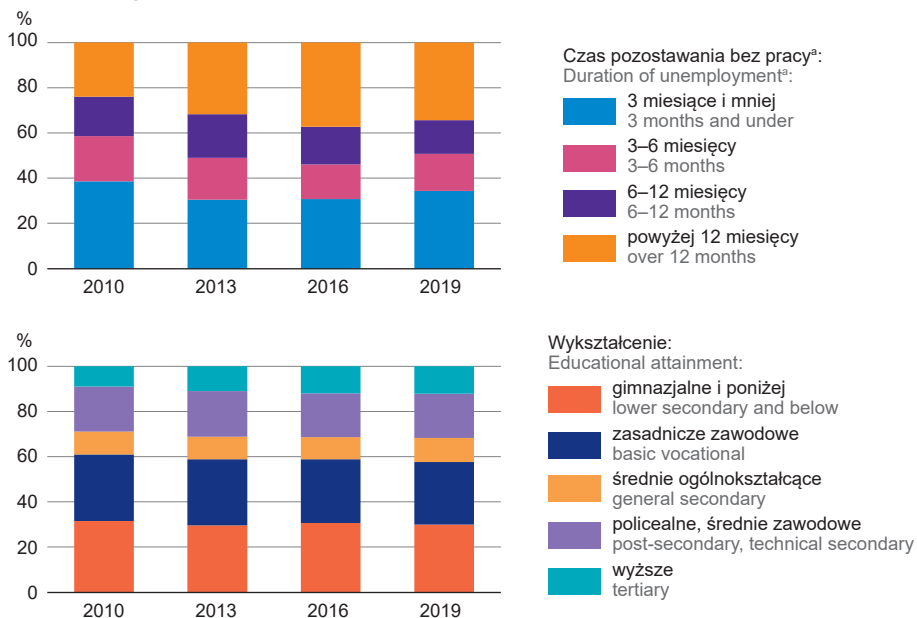 %
100
80
60
40
20
0
2010 2013 2016 2019
Czas pozostawania bez pracyᵃ:
Duration of unemploymentᵃ:
3 miesiące i mniej
3 months and under
3–6 miesięcy
3–6 months
6–12 miesięcy
6–12 months
powyżej 12 miesięcy
over 12 months
%
100
80
60
40
20
0
2010 2013 2016 2019
Wykształcenie:
Educational attainment:
gimnazjalne i poniżej
lower secondary and below
zasadnicze zawodowe
basic vocational
średnie ogólnokształcące
general secondary
policealne, średnie zawodowe
post-secondary, technical secondary
wyższe
tertiary